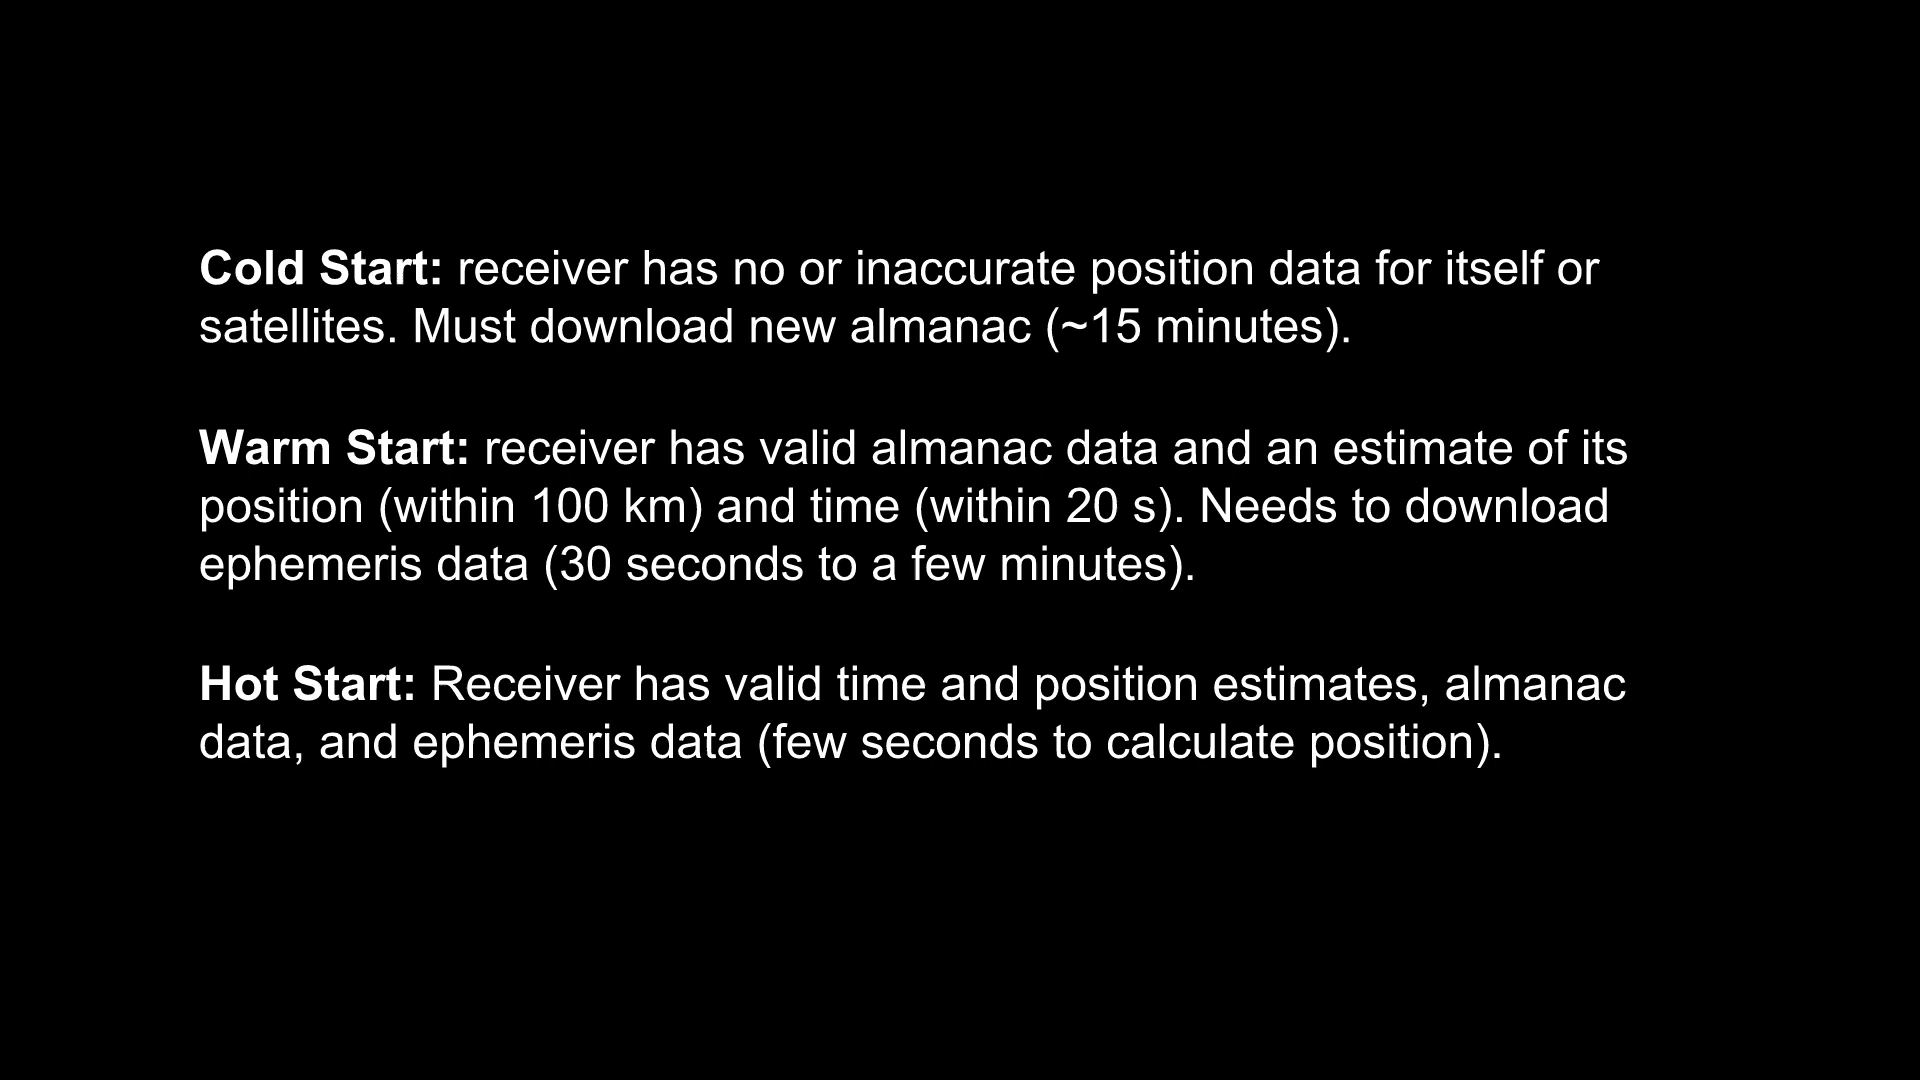 Cold Start: receiver has no or inaccurate position data for itself or
satellites. Must download new almanac (~15 minutes).
Warm Start: receiver has valid almanac data and an estimate of its
position (within 100 km) and time (within 20 s). Needs to download
ephemeris data (30 seconds to a few minutes).
Hot Start: Receiver has valid time and position estimates, almanac
data, and ephemeris data (few seconds to calculate position).